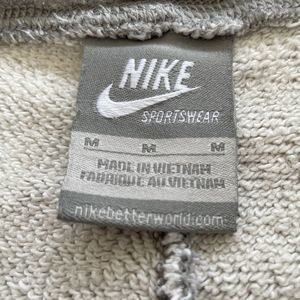 NIKE
SPORTSWEAR
M M M
MADE IN VIETNAM
FABRIQUE AU VIETNAM
nikebetterworld.com